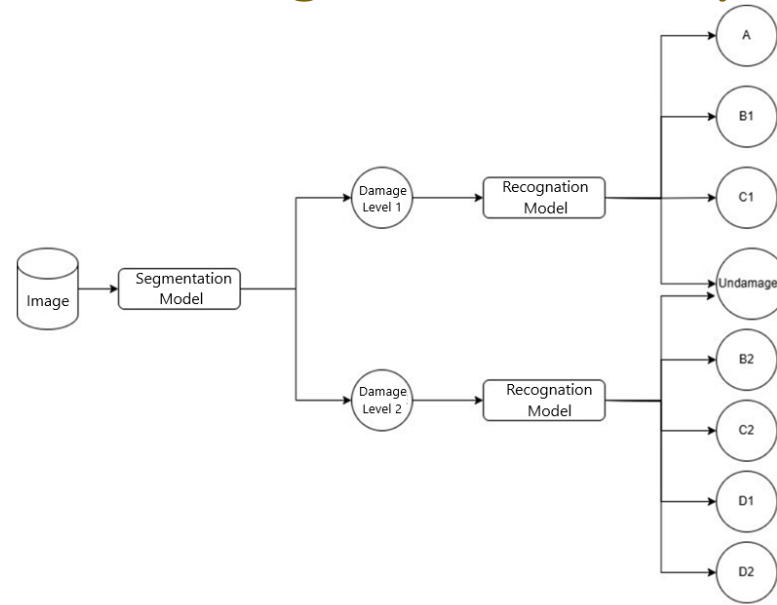 A
B1
Damage
Level 1
Recognation
Model
C1
Image
Segmentation
Model
Undamage
B2
Damage
Level 2
Recognation
Model
C2
D1
D2